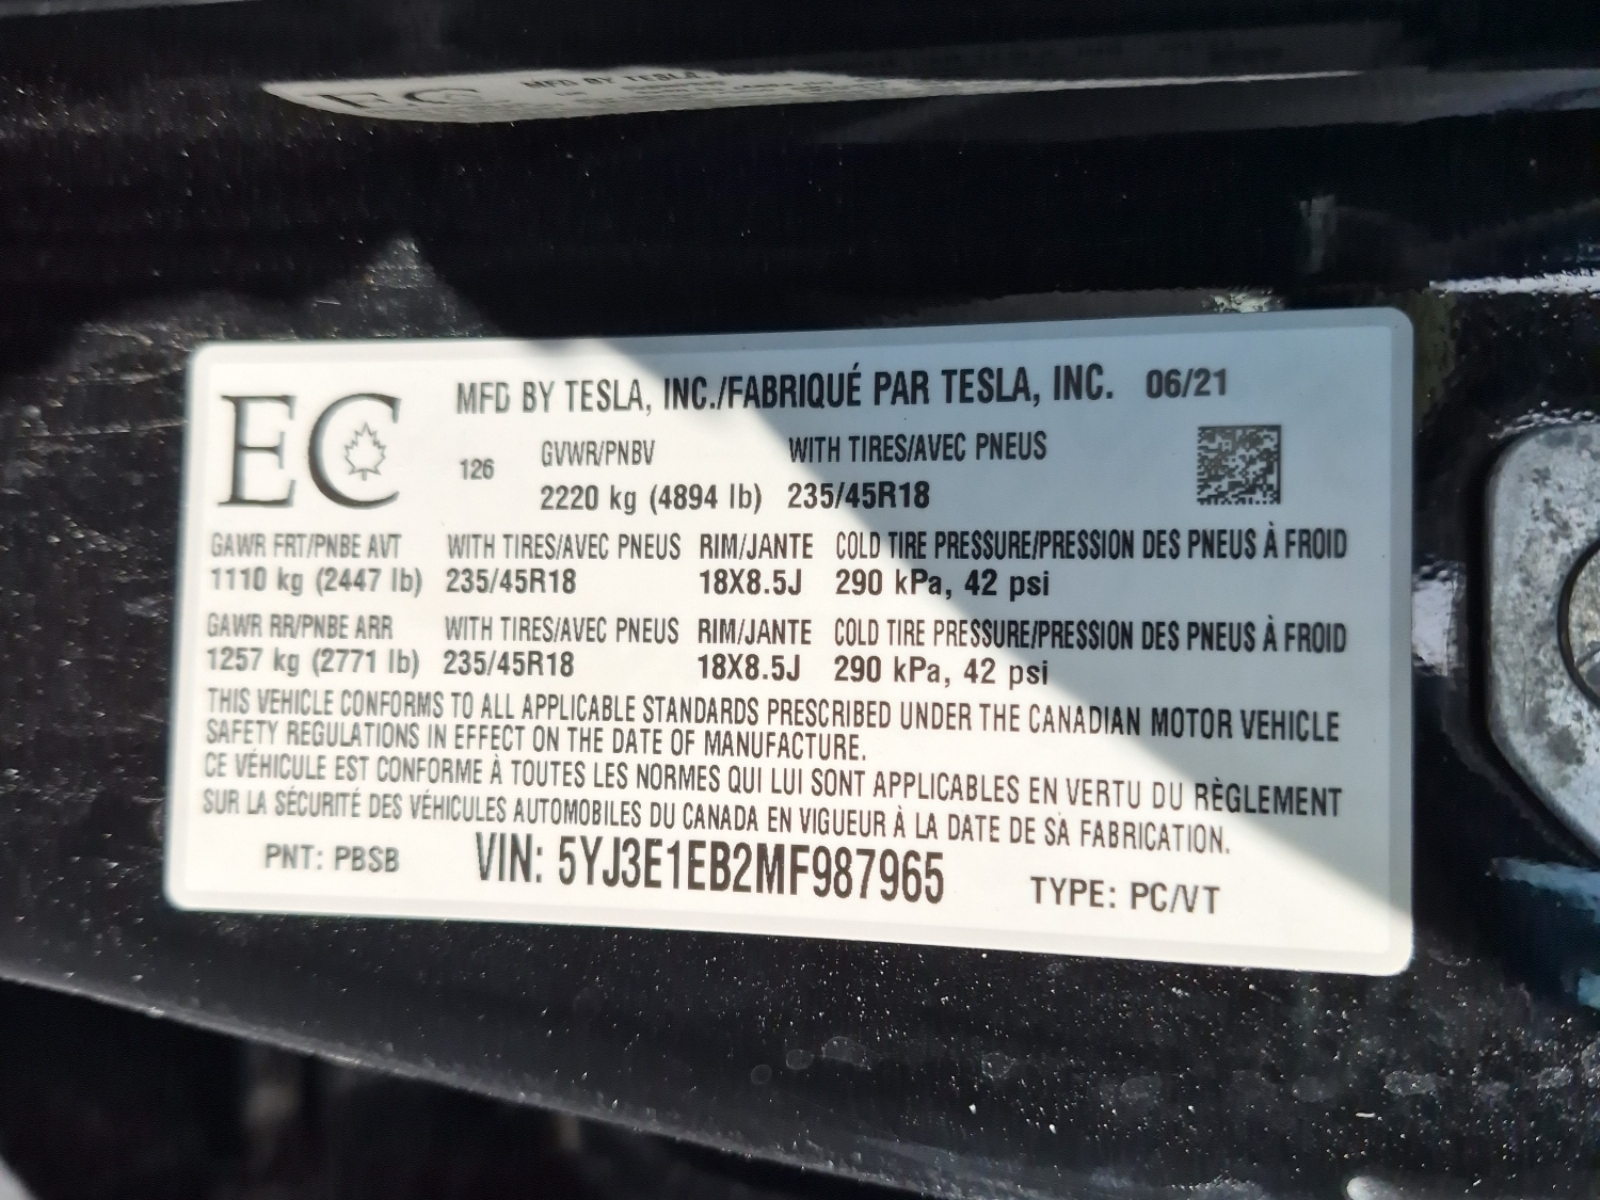 MFD BY TESLA,
EC MFD BY TESLA, INC./FABRIQUÉ PAR TESLA, INC. 06/21
126 GVWR/PNBV WITH TIRES/AVEC PNEUS
2220 kg (4894 lb) 235/45R18
GAWR FRT/PNBE AVT WITH TIRES/AVEC PNEUS RIM/JANTE COLD TIRE PRESSURE/PRESSION DES PNEUS À FROID
1110 kg (2447 lb) 235/45R18 18X8.5J 290 kPa, 42 psi
GAWR RR/PNBE ARR WITH TIRES/AVEC PNEUS RIM/JANTE COLD TIRE PRESSURE/PRESSION DES PNEUS À FROID
1257 kg (2771 lb) 235/45R18 18X8.5J 290 kPa, 42 psi
THIS VEHICLE CONFORMS TO ALL APPLICABLE STANDARDS PRESCRIBED UNDER THE CANADIAN MOTOR VEHICLE
SAFETY REGULATIONS IN EFFECT ON THE DATE OF MANUFACTURE.
CE VÉHICULE EST CONFORME À TOUTES LES NORMES QUI LUI SONT APPLICABLES EN VERTU DU RÈGLEMENT
SUR LA SÉCURITÉ DES VÉHICULES AUTOMOBILES DU CANADA EN VIGUEUR À LA DATE DE SA FABRICATION.
PNT: PBSB VIN: 5YJ3E1EB2MF987965 TYPE: PC/VT